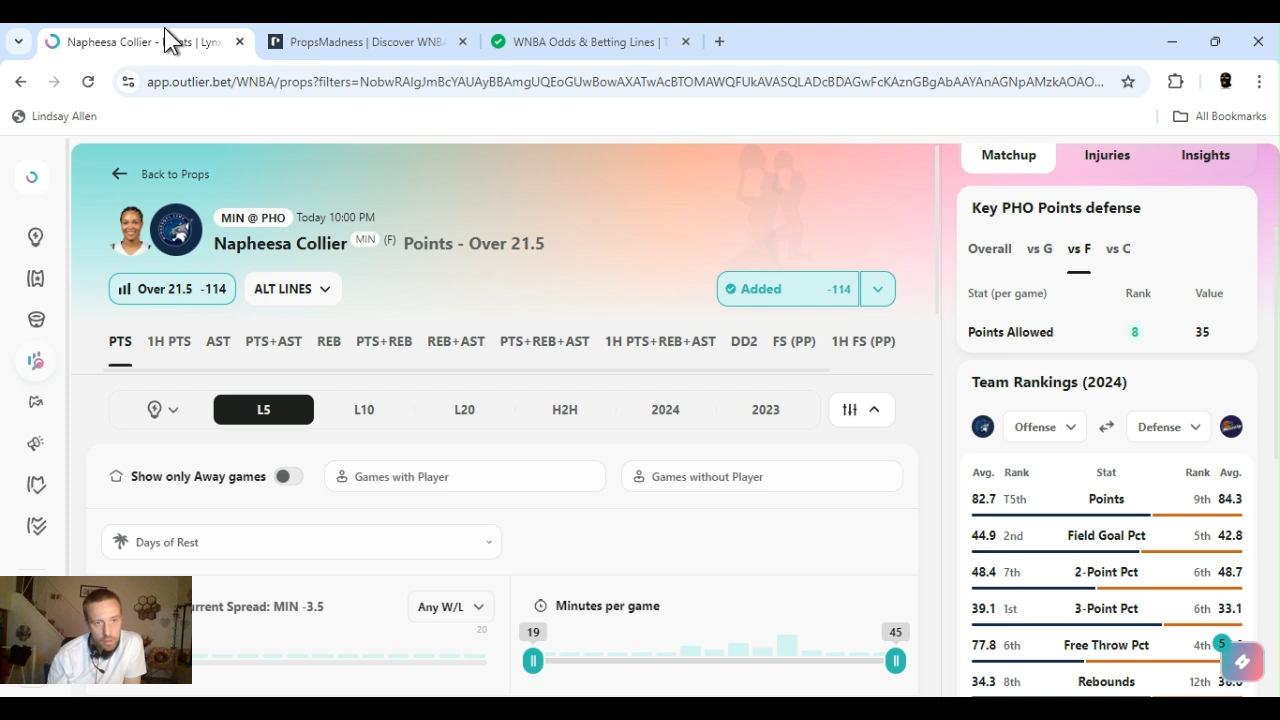 Napheesa Collier -
Lynx
PropsMadness | Discover WNB
WNBA Odds & Betting Lines | T
app.outlier.bet/WNBA/props?filters=
Lindsay Allen
All Bookmarks
Back to Props
MIN @ PHO Today 10:00 PM
Napheesa Collier MIN (F) Points - Over 21.5
Over 21.5 -114
ALT LINES
Added -114
PTS 1H PTS AST PTS+AST REB PTS+REB REB+AST PTS+REB+AST 1H PTS+REB+AST DD2 FS (PP) 1H FS (PP)
L5 L10 L20 H2H 2024 2023
Show only Away games
Games with Player
Games without Player
Days of Rest
rrent Spread: MIN -3.5
Any W/L
20
Minutes per game
19
45
Matchup Injuries Insights
Key PHO Points defense
Overall vs G vs F vs C
Stat (per game) Rank Value
Points Allowed 8 35
Team Rankings (2024)
Offense Defense
Avg. Rank Stat Rank Avg.
82.7 T5th Points 9th 84.3
44.9 2nd Field Goal Pct 5th 42.8
48.4 7th 2-Point Pct 6th 48.7
39.1 1st 3-Point Pct 6th 33.1
77.8 6th Free Throw Pct 4th
5
34.3 8th Rebounds 12th